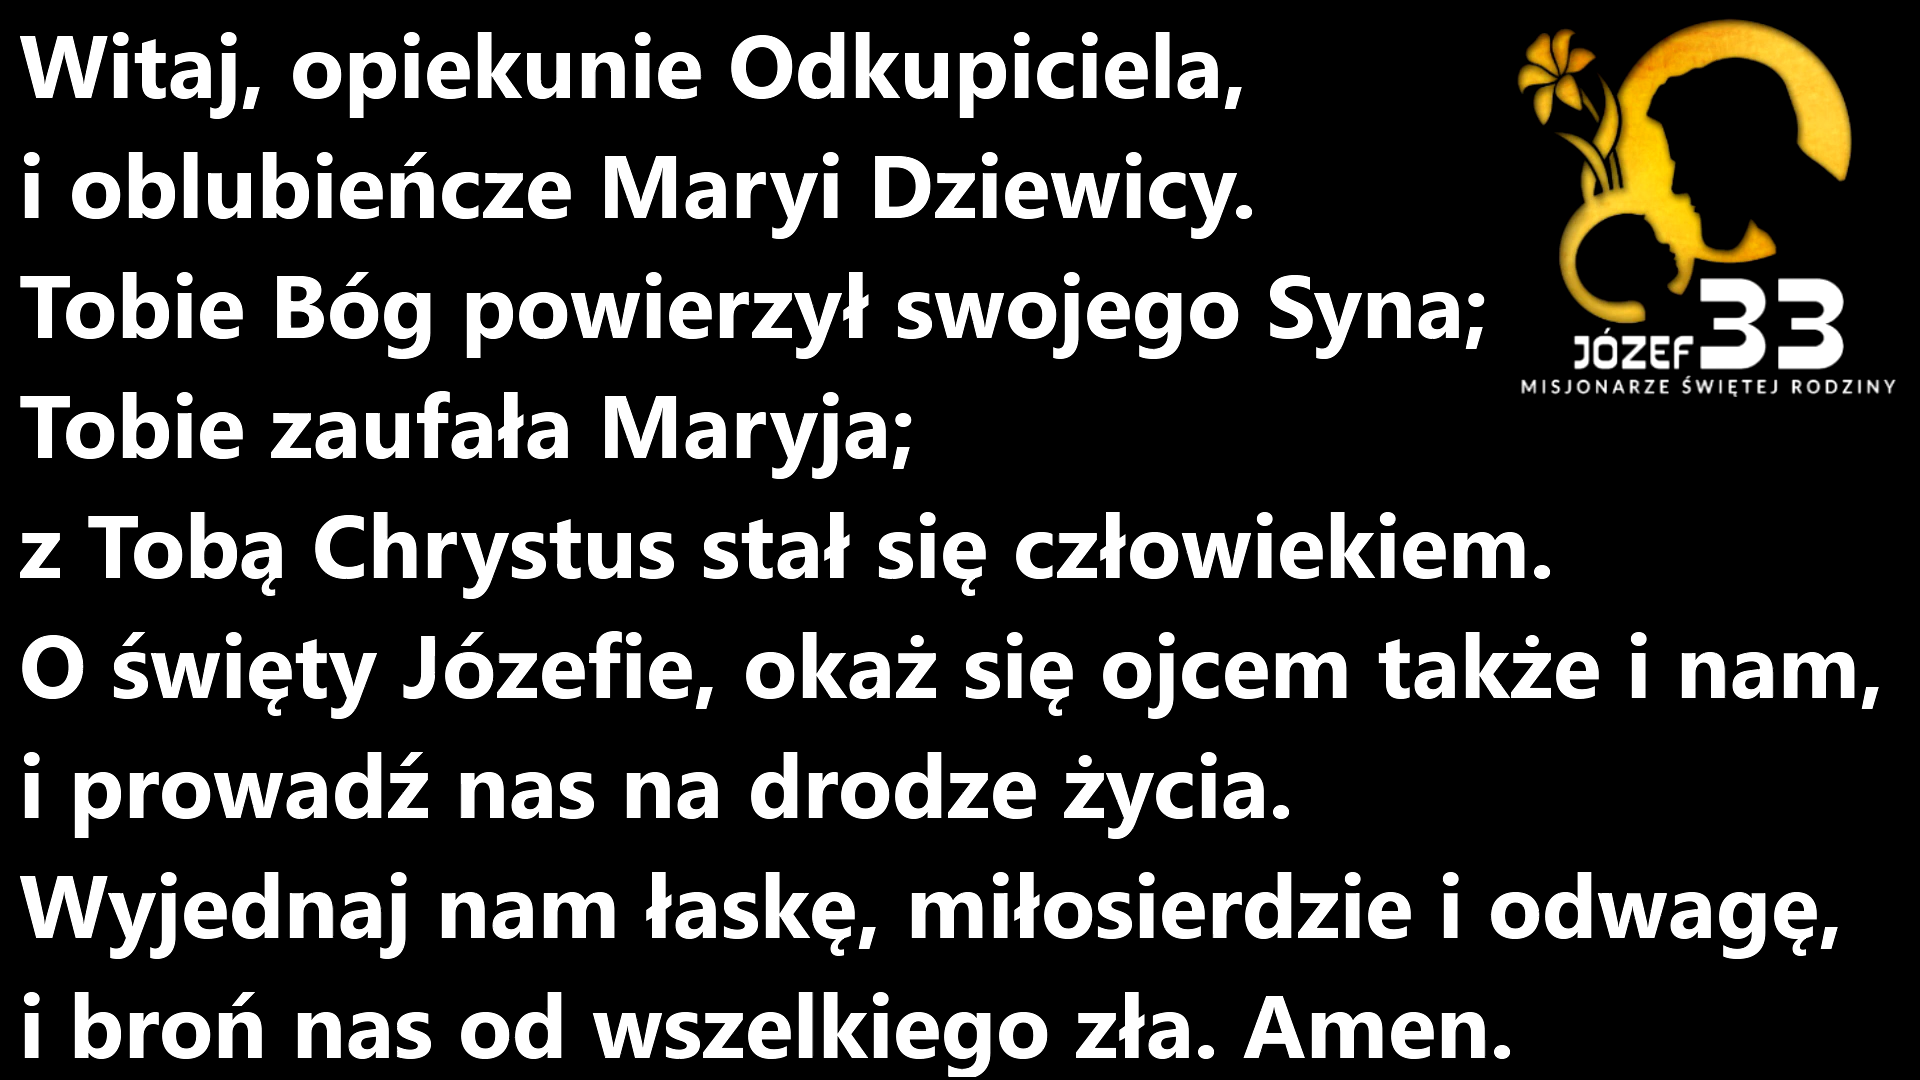 Witaj, opiekunie Odkupiciela,
i oblubieńcze Maryi Dziewicy.
Tobie Bóg powierzył swojego Syna;
Tobie zaufała Maryja;
z Tobą Chrystus stał się człowiekiem.
O święty Józefie, okaż się ojcem także i nam,
i prowadź nas na drodze życia.
Wyjednaj nam łaskę, miłosierdzie i odwagę,
i broń nas od wszelkiego zła. Amen.
JÓZEF 33
MISJONARZE ŚWIĘTEJ RODZINY